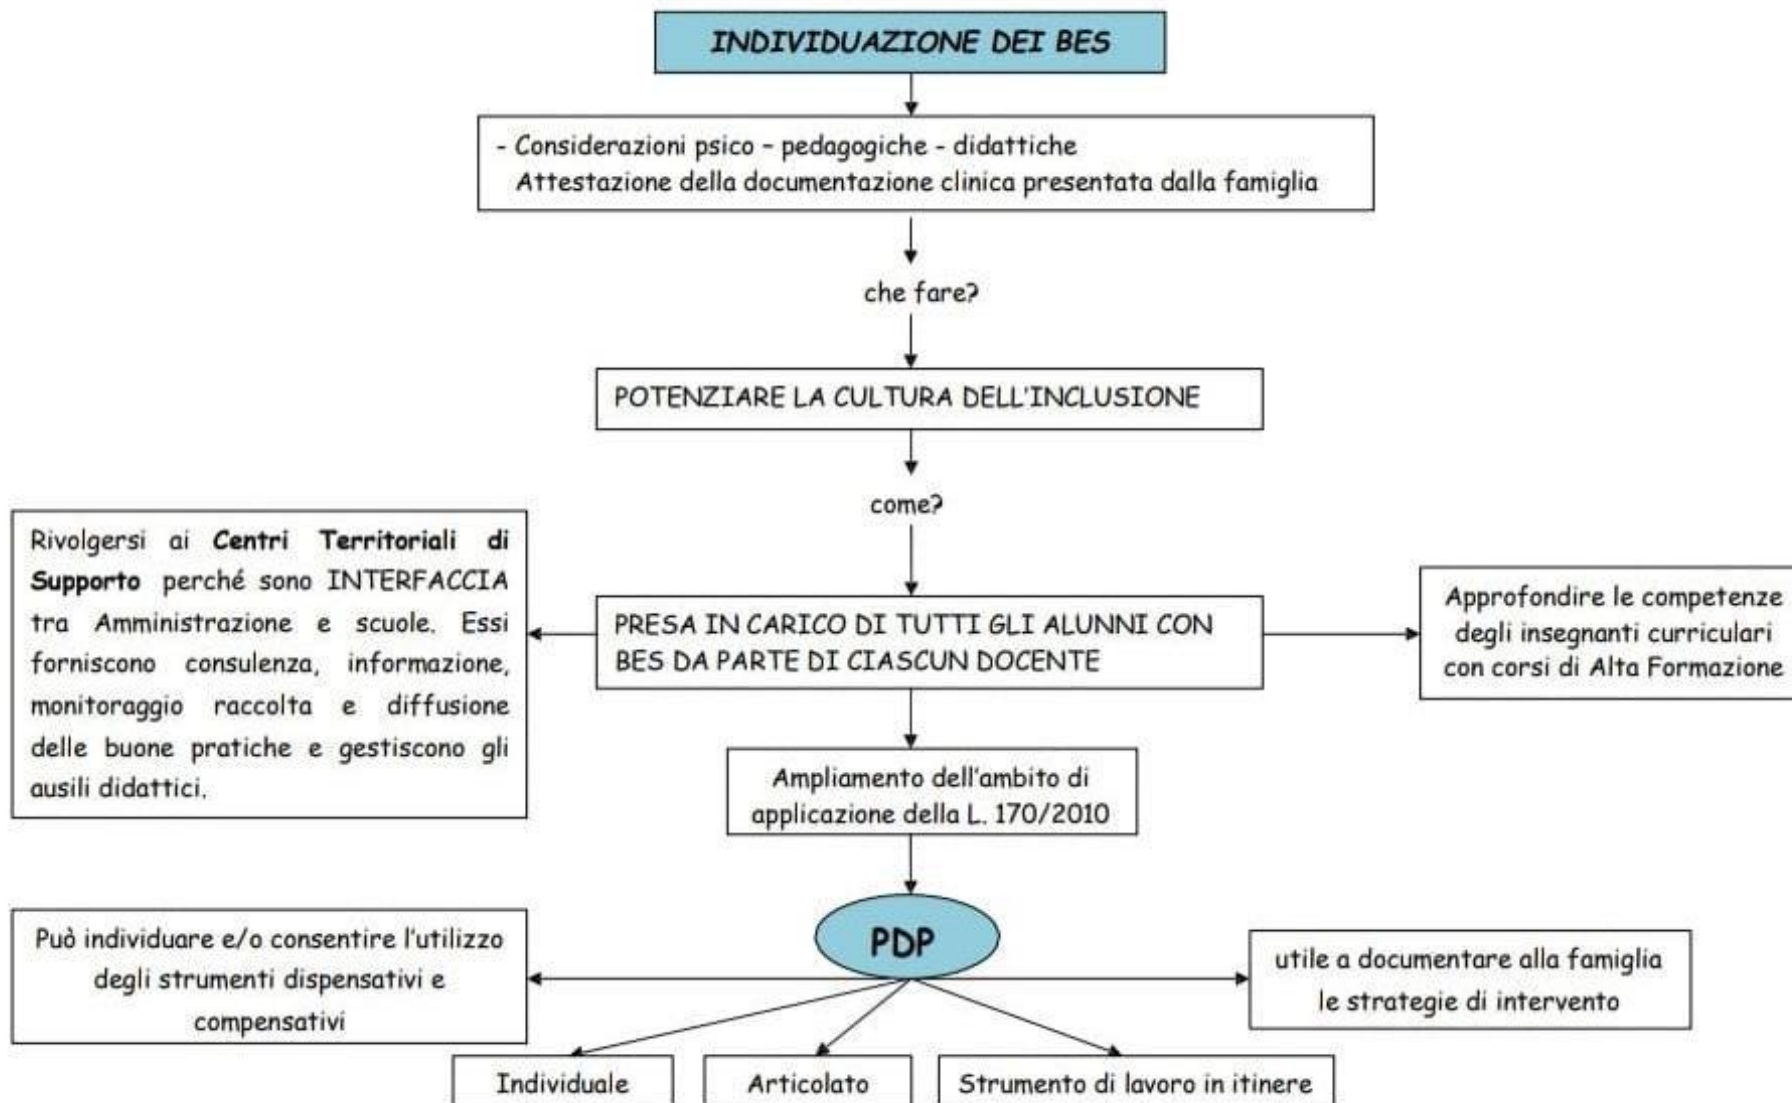 INDIVIDUAZIONE DEI BES
- Considerazioni psico – pedagogiche - didattiche
Attestazione della documentazione clinica presentata dalla famiglia
che fare?
POTENZIARE LA CULTURA DELL'INCLUSIONE
come?
Rivolgersi ai Centri Territoriali di
Supporto perché sono INTERFACCIA
tra Amministrazione e scuole. Essi
forniscono consulenza, informazione,
monitoraggio raccolta e diffusione
delle buone pratiche e gestiscono gli
ausili didattici.
PRESA IN CARICO DI TUTTI GLI ALUNNI CON
BES DA PARTE DI CIASCUN DOCENTE
Approfondire le competenze
degli insegnanti curriculari
con corsi di Alta Formazione
Ampliamento dell'ambito di
applicazione della L. 170/2010
PDP
Può individuare e/o consentire l'utilizzo
degli strumenti dispensativi e
compensativi
utile a documentare alla famiglia
le strategie di intervento
Individuale
Articolato
Strumento di lavoro in itinere